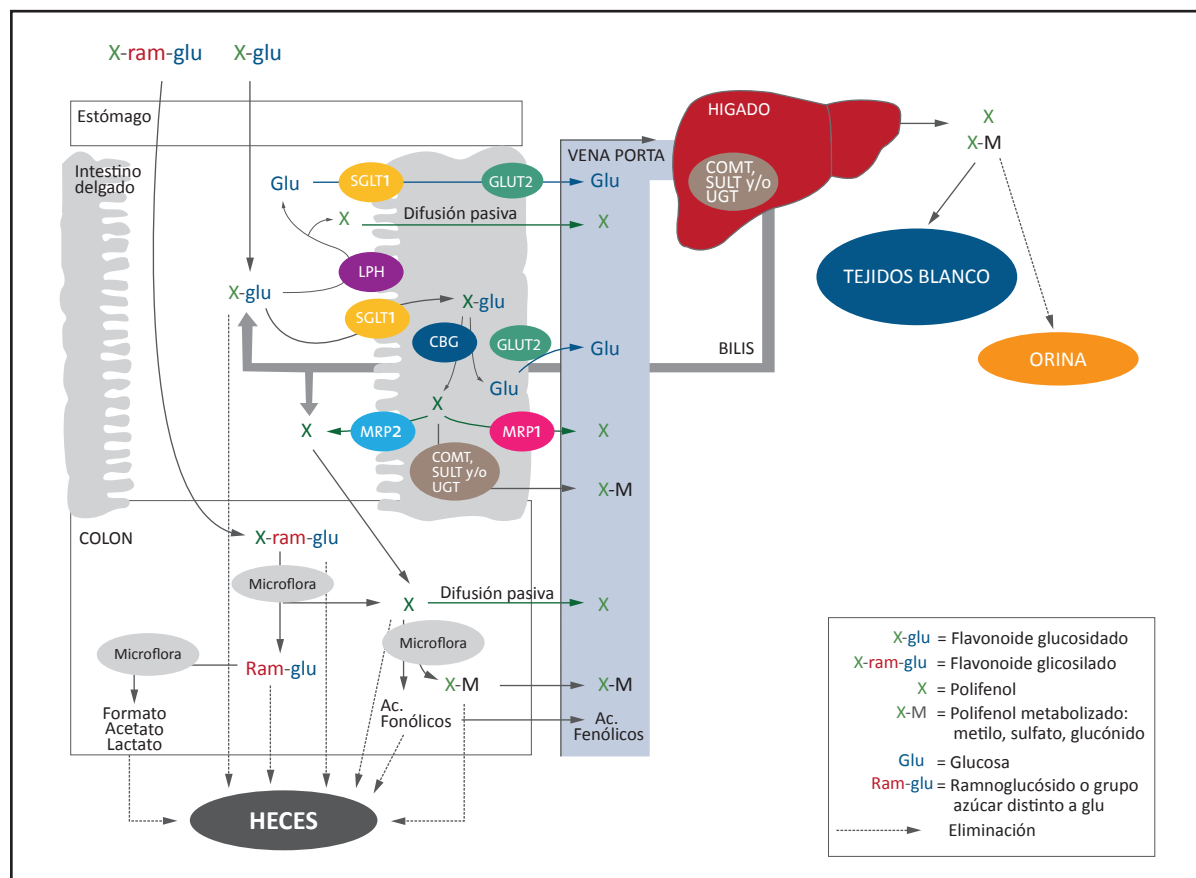 X-ram-glu
X-glu
Estómago
Intestino
delgado
Glu
SGLT1
GLUT2
Glu
X
Difusión pasiva
X
LPH
X-glu
SGLT1
X-glu
CBG
GLUT2
Glu
Glu
X
X
MRP2
MRP1
X
COMT,
SULT y/o
UGT
X-M
VENA PORTA
HIGADO
COMT,
SULT y/o
UGT
BILIS
X
X-M
TEJIDOS BLANCO
ORINA
COLON
X-ram-glu
Microflora
X
Difusión pasiva
X
Microflora
Ram-glu
Microflora
X-M
X-M
Formato
Acetato
Lactato
Ac.
Fonólicos
Ac.
Fenólicos
HECES
X-glu = Flavonoide glucosidado
X-ram-glu = Flavonoide glicosilado
X = Polifenol
X-M = Polifenol metabolizado:
metilo, sulfato, glucónido
Glu = Glucosa
Ram-glu = Ramnoglucósido o grupo
azúcar distinto a glu
Eliminación